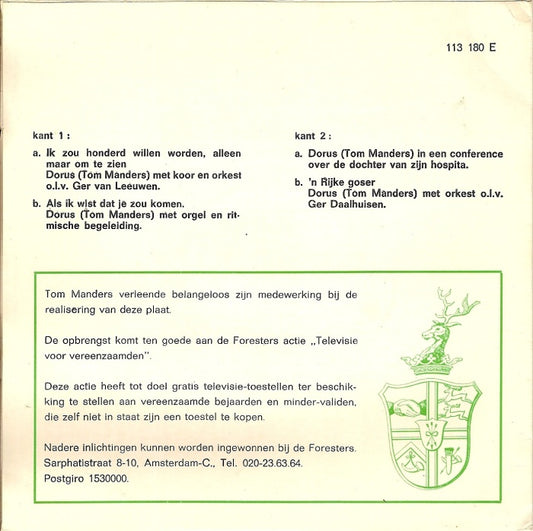 113 180 E
kant 1 :
a. Ik zou honderd willen worden, alleen
maar om te zien
Dorus (Tom Manders) met koor en orkest
o.l.v. Ger van Leeuwen.
b. Als ik wist dat je zou komen.
Dorus (Tom Manders) met orgel en rit-
mische begeleiding.
kant 2 :
a. Dorus (Tom Manders) in een conference
over de dochter van zijn hospita.
b. 'n Rijke goser
Dorus (Tom Manders) met orkest o.l.v.
Ger Daalhuisen.
Tom Manders verleende belangeloos zijn medewerking bij de
realisering van deze plaat.
De opbrengst komt ten goede aan de Foresters actie „Televisie
voor vereenzaamden".
Deze actie heeft tot doel gratis televisie-toestellen ter beschik-
king te stellen aan vereenzaamde bejaarden en minder-validen,
die zelf niet in staat zijn een toestel te kopen.
Nadere inlichtingen kunnen worden ingewonnen bij de Foresters.
Sarphatistraat 8-10, Amsterdam-C., Tel. 020-23.63.64.
Postgiro 1530000.